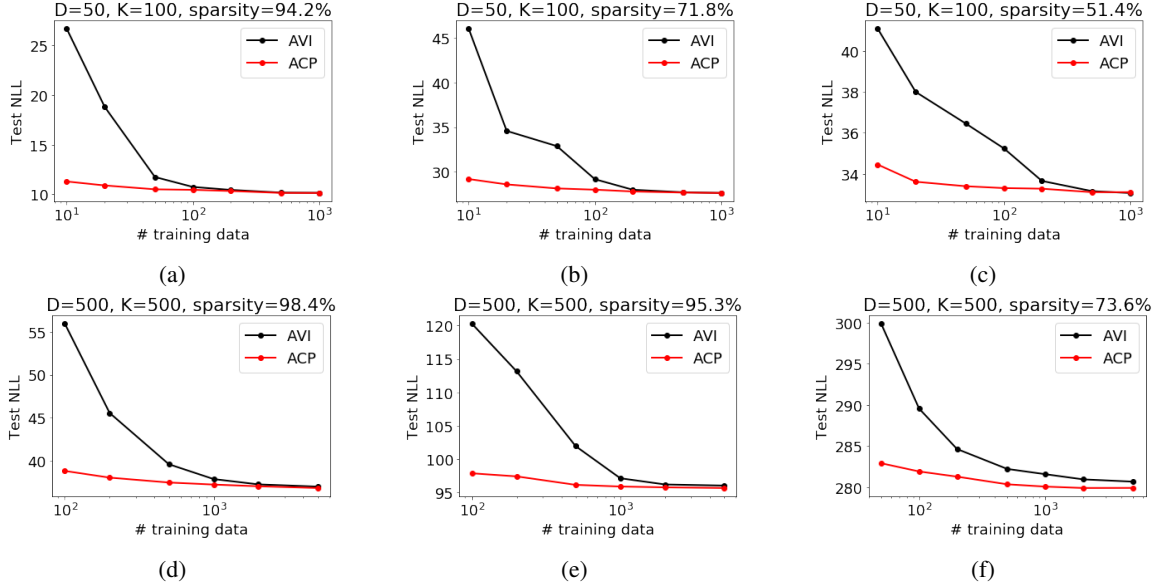 D=50, K=100, sparsity=94.2%
AVI
ACP
Test NLL
25
20
15
10
10¹
10²
10³
# training data
(a)
D=50, K=100, sparsity=71.8%
AVI
ACP
Test NLL
45
40
35
30
10¹
10²
10³
# training data
(b)
D=50, K=100, sparsity=51.4%
AVI
ACP
Test NLL
40
38
36
34
10¹
10²
10³
# training data
(c)
D=500, K=500, sparsity=98.4%
AVI
ACP
Test NLL
55
50
45
40
10²
10³
# training data
(d)
D=500, K=500, sparsity=95.3%
AVI
ACP
Test NLL
120
115
110
105
100
95
10²
10³
# training data
(e)
D=500, K=500, sparsity=73.6%
AVI
ACP
Test NLL
300
295
290
285
280
10²
10³
# training data
(f)